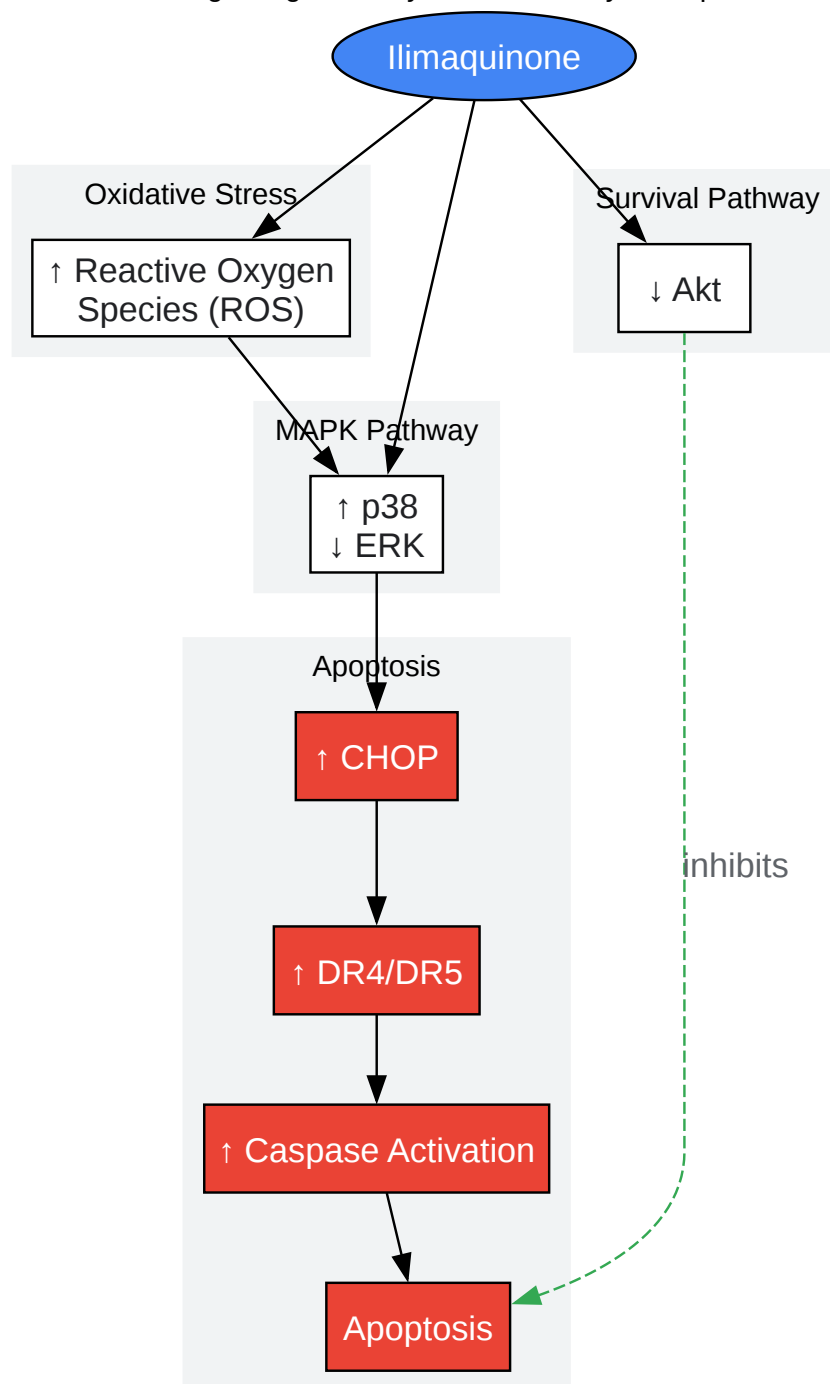 Ilimaquinone
Oxidative Stress
Survival Pathway
↑ Reactive Oxygen
Species (ROS)
↓ Akt
MAPK Pathway
↑ p38
↓ ERK
Apoptosis
↑ CHOP
inhibits
↑ DR4/DR5
↑ Caspase Activation
Apoptosis